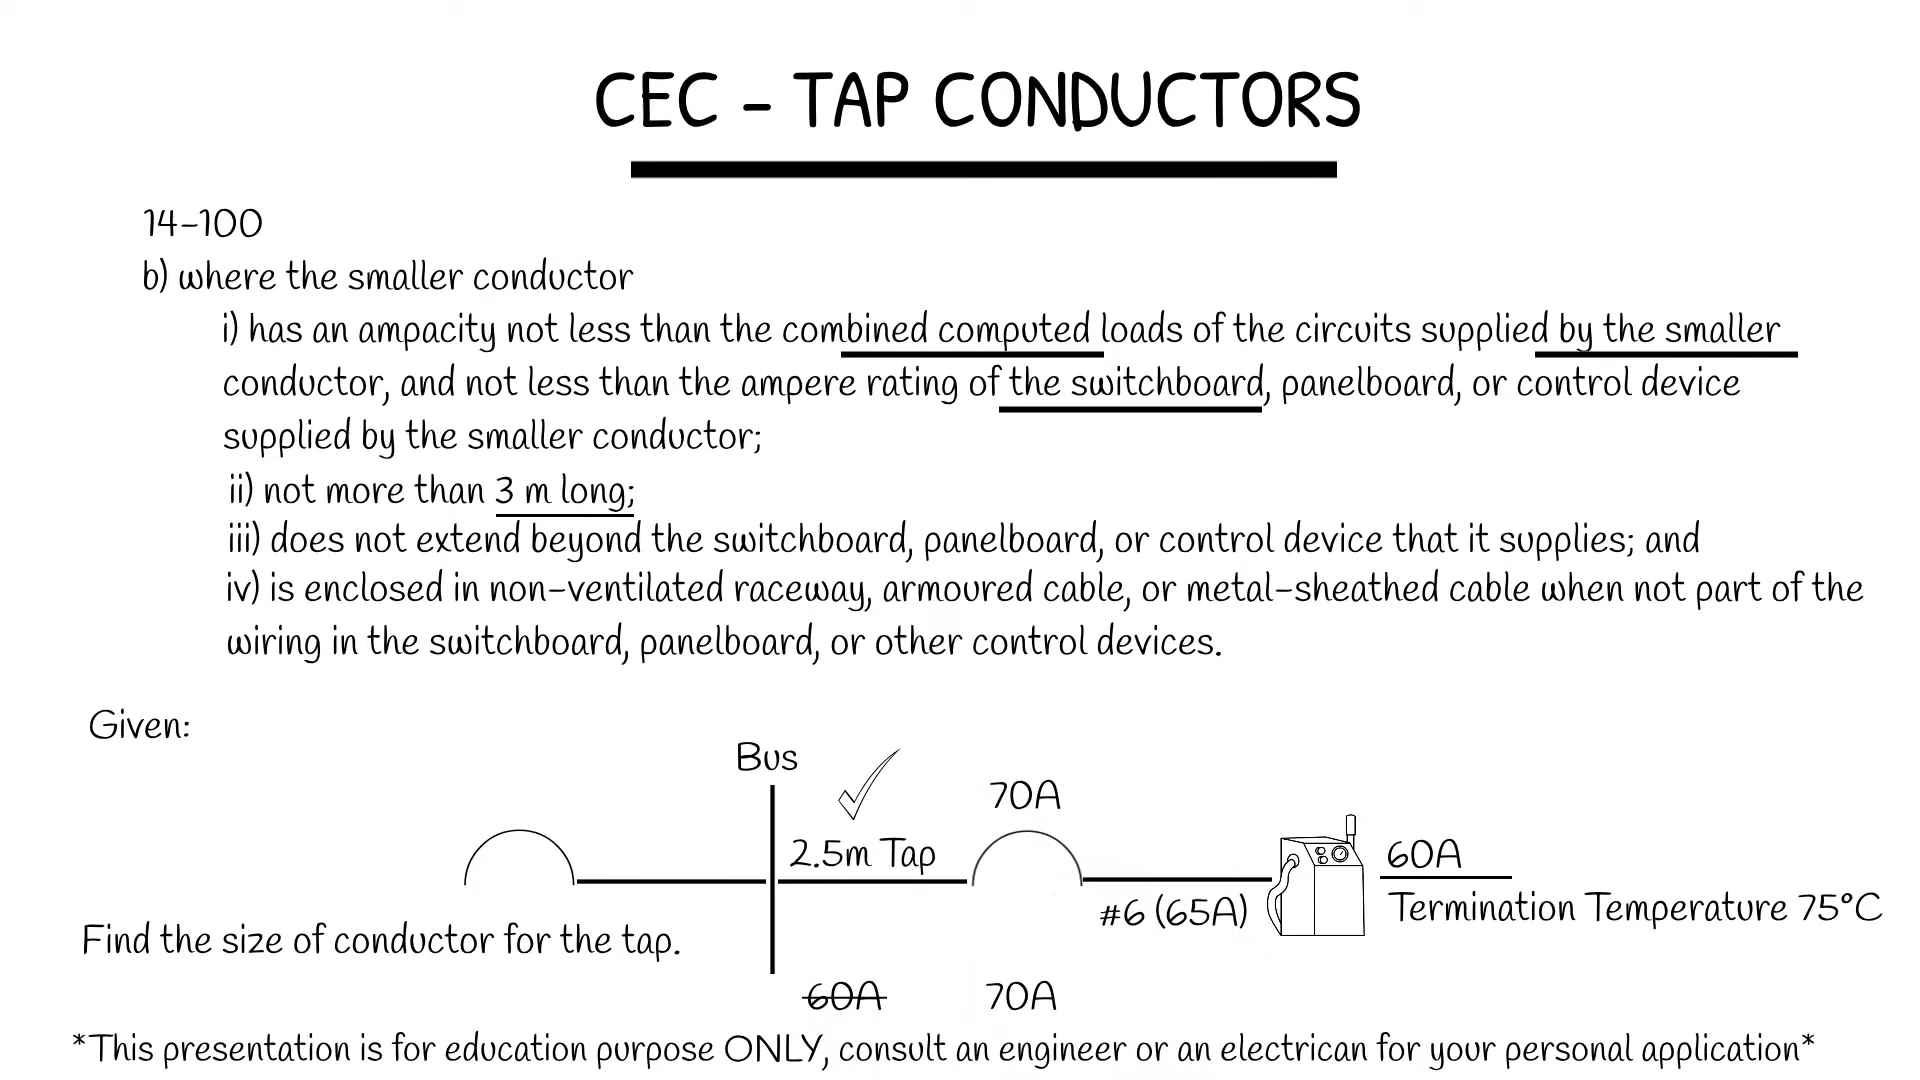 CEC - TAP CONDUCTORS
14-100
b) where the smaller conductor
i) has an ampacity not less than the combined computed loads of the circuits supplied by the smaller
conductor, and not less than the ampere rating of the switchboard, panelboard, or control device
supplied by the smaller conductor;
ii) not more than 3 m long;
iii) does not extend beyond the switchboard, panelboard, or control device that it supplies; and
iv) is enclosed in non-ventilated raceway, armoured cable, or metal-sheathed cable when not part of the
wiring in the switchboard, panelboard, or other control devices.
Given:
Bus
70A
2.5m Tap
60A
#6 (65A)
Termination Temperature 75°C
Find the size of conductor for the tap.
60A
70A
*This presentation is for education purpose ONLY, consult an engineer or an electrican for your personal application*